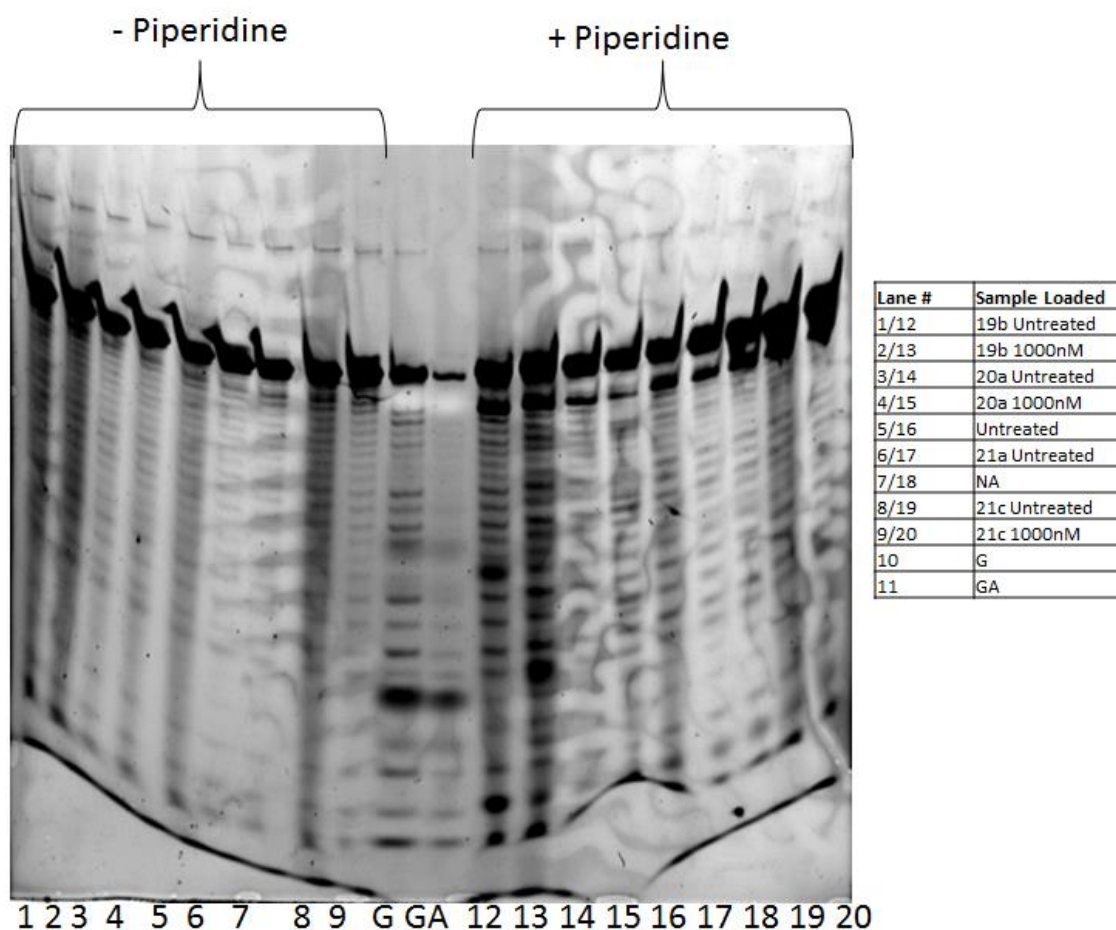 - Piperidine
+ Piperidine
Lane # Sample Loaded
1/12 19b Untreated
2/13 19b 1000nM
3/14 20a Untreated
4/15 20a 1000nM
5/16 Untreated
6/17 21a Untreated
7/18 NA
8/19 21c Untreated
9/20 21c 1000nM
10 G
11 GA
1 2 3 4 5 6 7 8 9 G GA 12 13 14 15 16 17 18 19 20